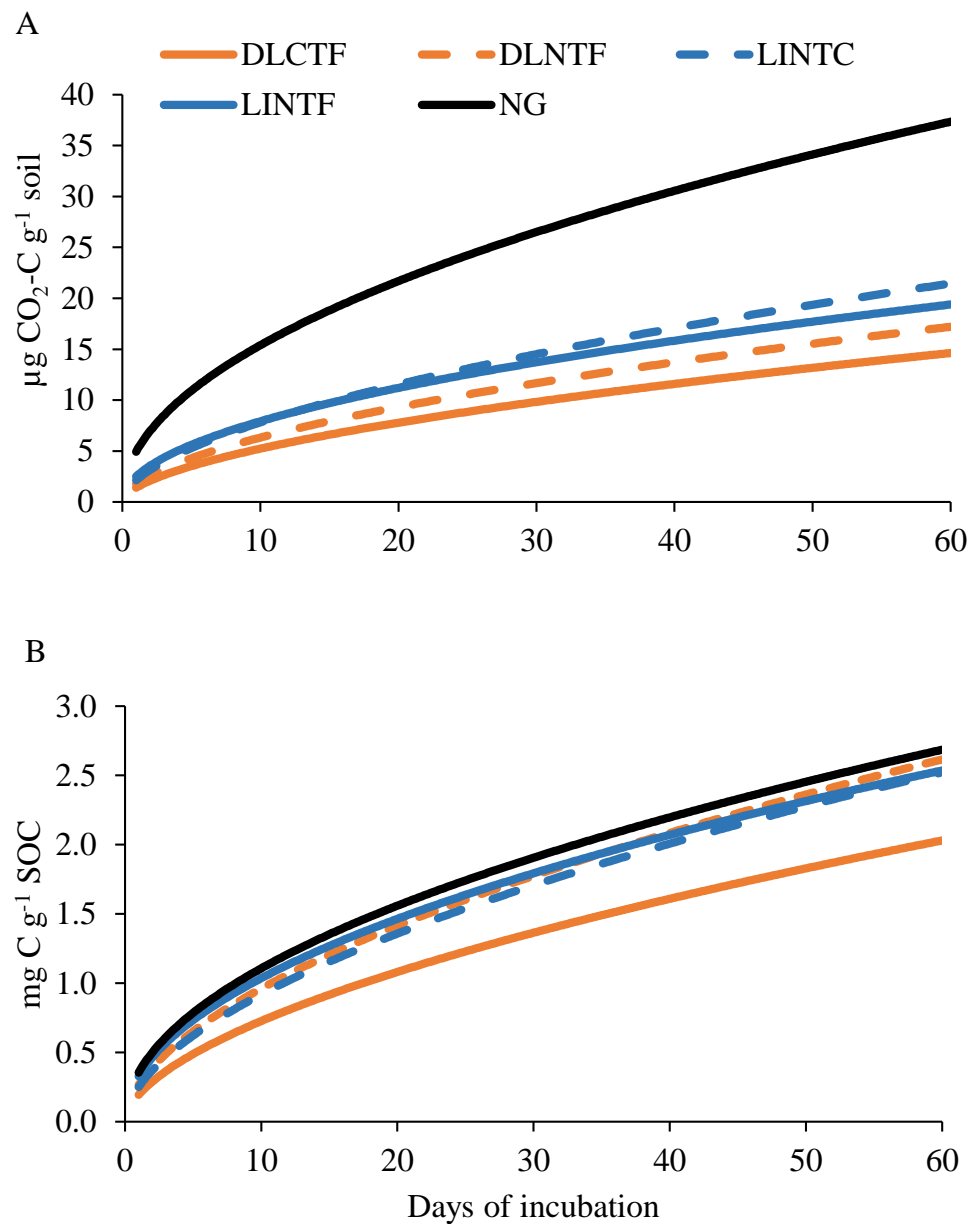 A
DLCTF DLNTF LINTC
LINTF NG
µg CO₂-C g⁻¹ soil
40
35
30
25
20
15
10
5
0
0 10 20 30 40 50 60
B
mg C g⁻¹ SOC
3.0
2.5
2.0
1.5
1.0
0.5
0.0
0 10 20 30 40 50 60
Days of incubation